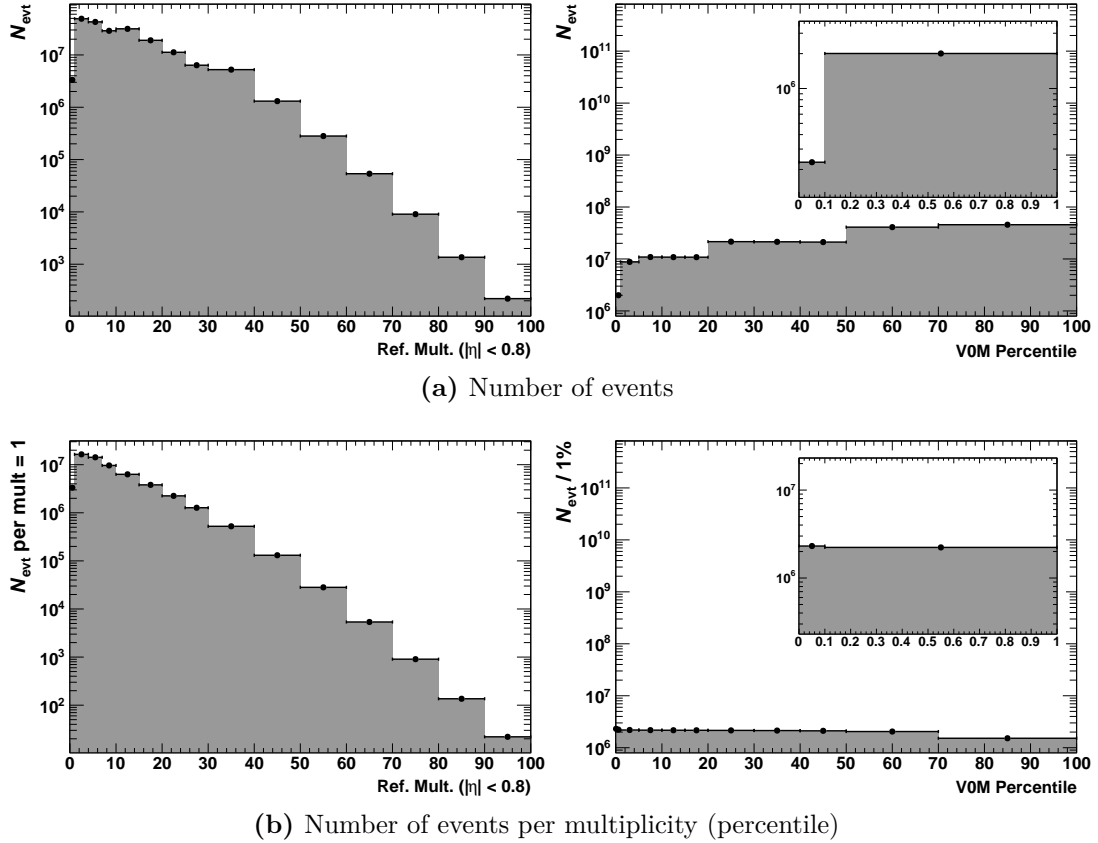 N_evt
10^7
10^6
10^5
10^4
10^3
0 10 20 30 40 50 60 70 80 90 100
Ref. Mult. (|η| < 0.8)
N_evt
10^11
10^10
10^9
10^8
10^7
10^6
0 10 20 30 40 50 60 70 80 90 100
V0M Percentile
10^6
0 0.1 0.2 0.3 0.4 0.5 0.6 0.7 0.8 0.9 1
(a) Number of events
N_evt per mult = 1
10^7
10^6
10^5
10^4
10^3
10^2
0 10 20 30 40 50 60 70 80 90 100
Ref. Mult. (|η| < 0.8)
N_evt / 1%
10^11
10^10
10^9
10^8
10^7
10^6
0 10 20 30 40 50 60 70 80 90 100
V0M Percentile
10^7
10^6
0 0.1 0.2 0.3 0.4 0.5 0.6 0.7 0.8 0.9 1
(b) Number of events per multiplicity (percentile)